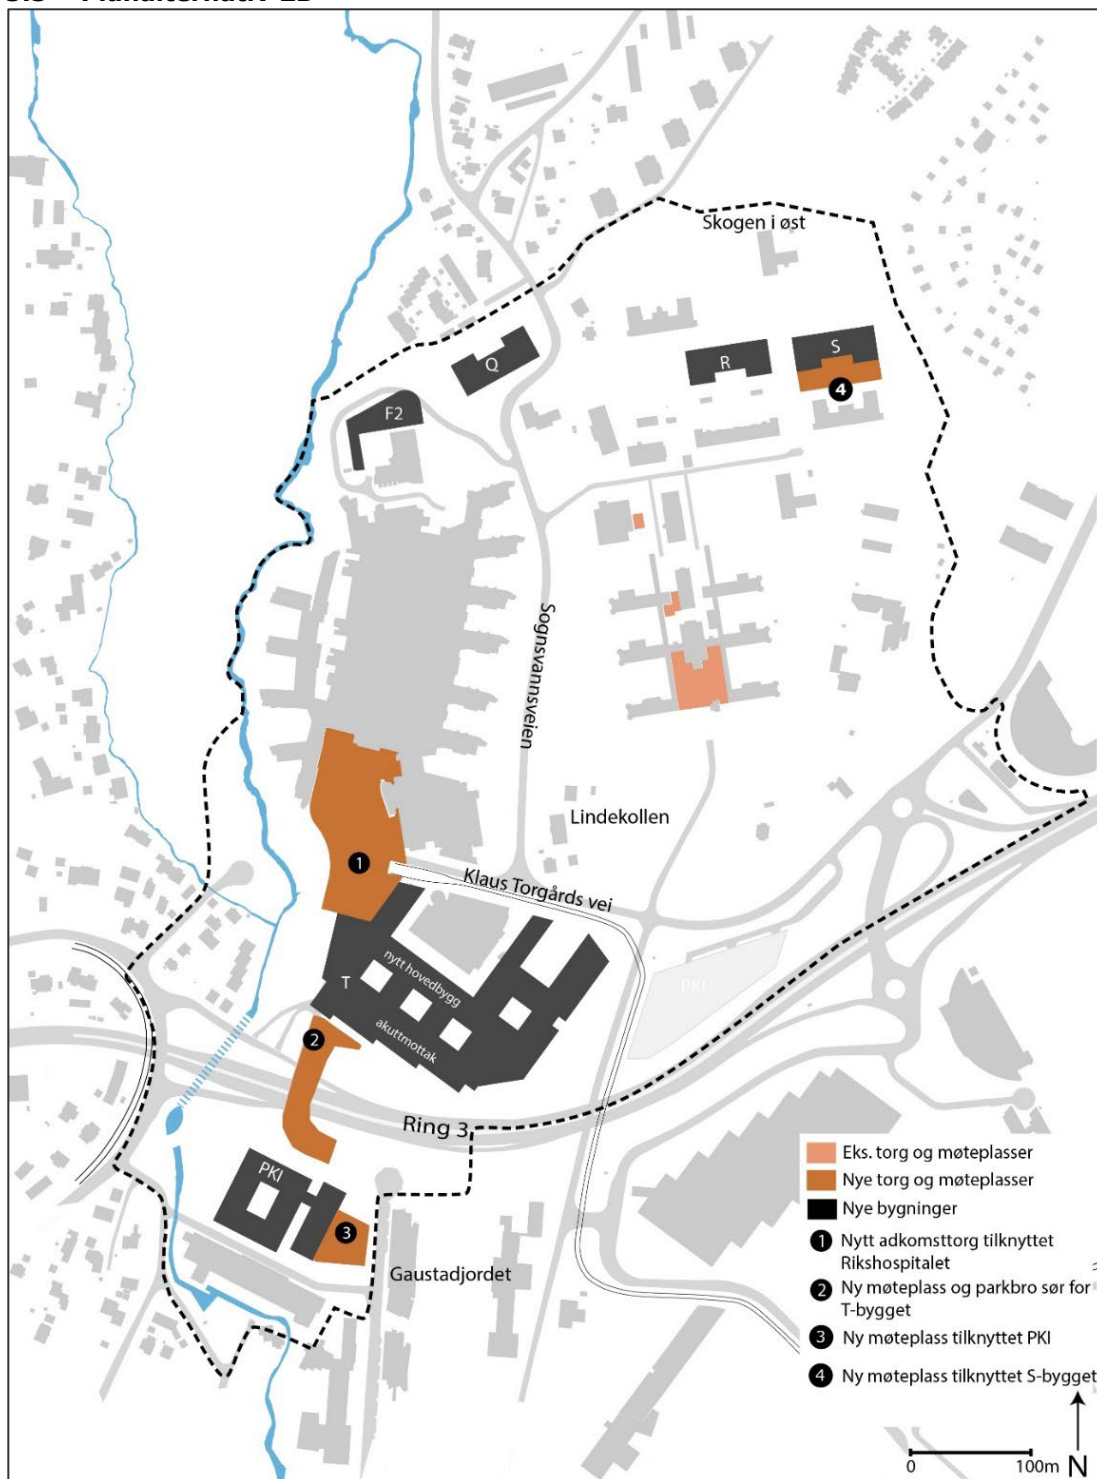 Skogen i øst
Q
R
S
4
F2
Sognsvannsveien
Lindekollen
1
Klaus Torgårds vei
T
nytt hovedbygg
akuttmottak
PKI
2
Ring 3
PKI
3
Gaustadjordet
Eks. torg og møteplasser
Nye torg og møteplasser
Nye bygninger
1 Nytt adkomsttorg tilknyttet
Rikshospitalet
2 Ny møteplass og parkbro sør for
T-bygget
3 Ny møteplass tilknyttet PKI
4 Ny møteplass tilknyttet S-bygget
0 100m N